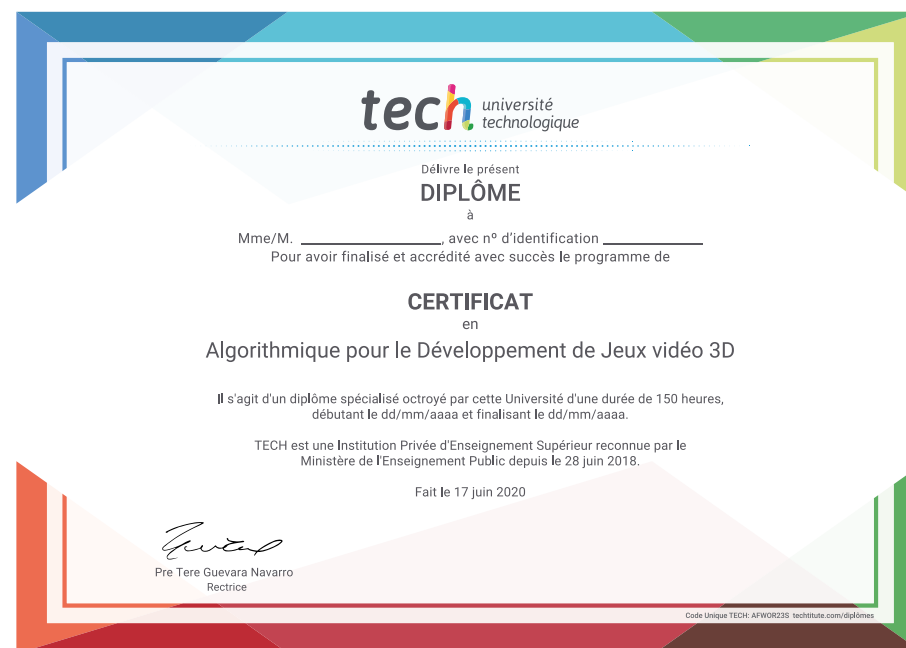 tech université
technologique
Délivre le présent
DIPLÔME
à
Mme/M. ____________________, avec nº d'identification ______________
Pour avoir finalisé et accrédité avec succès le programme de
CERTIFICAT
en
Algorithmique pour le Développement de Jeux vidéo 3D
Il s'agit d'un diplôme spécialisé octroyé par cette Université d'une durée de 150 heures,
débutant le dd/mm/aaaa et finalisant le dd/mm/aaaa.
TECH est une Institution Privée d'Enseignement Supérieur reconnue par le
Ministère de l'Enseignement Public depuis le 28 juin 2018.
Fait le 17 juin 2020
Pre Tere Guevara Navarro
Rectrice
Code Unique TECH: AFWOR23S techtitute.com/diplômes